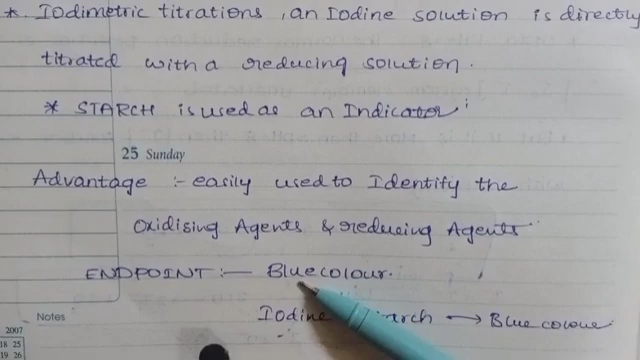 * Iodimetric titrations, an Iodine solution is directly
titrated with a reducing solution.
* STARCH is used as an Indicator
25 Sunday
Advantage :- easily used to Identify the
Oxidising Agents & reducing Agents
ENDPOINT :— Blue colour.
Iodine arch → Blue colour
Notes
2007
18 25
19 26